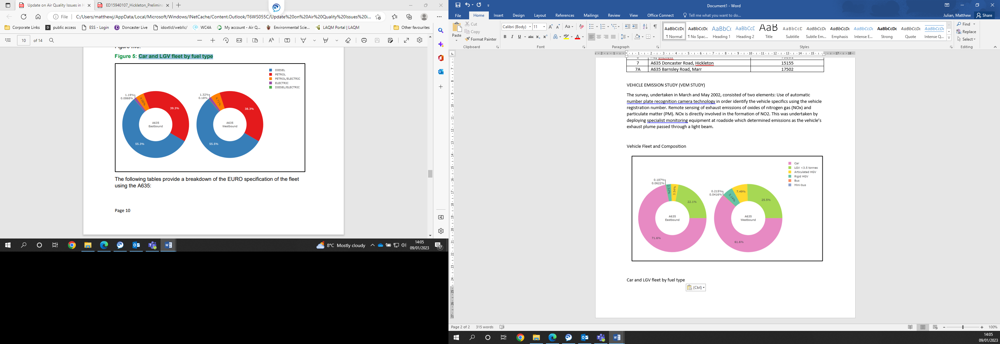 Update on Air Quality Issues in H
ED15940107_Hickleton_Prelimina
File
C:/Users/matthewj/AppData/Local/Microsoft/Windows/INetCache/Content.Outlook/T6WS055C/Update%20on%20Air%20Quality%20Issues%20i...
Corporate Links
public access
ESS - Login
Doncaster Live
idoxtlcl/webllc/
WC4A
My account - Air Q...
Environmental Scie...
LAQM Portal | LAQM
Other favourites
10 of 14
Figure five.
Figure 5: Car and LGV fleet by fuel type
DIESEL
PETROL
PETROL/ELECTRIC
ELECTRIC
DIESEL/ELECTRIC
1.19%
0.0868%
4.06%
39.3%
A635
Eastbound
55.3%
1.32%
0.18%
4.71%
38.3%
A635
Westbound
55.5%
The following tables provide a breakdown of the EURO specification of the fleet
using the A635:
Page 10
8°C Mostly cloudy
14:05
09/01/2023
17
Document1 - Word
File
Home
Insert
Design
Layout
References
Mailings
Review
View
Office Connect
Tell me what you want to do...
Julian, Matthew
Share
Paste
Cut
Copy
Format Painter
Clipboard
Calibri (Body)
11
Font
Paragraph
AaBbCcDc
¶ Normal
AaBbCcDc
¶ No Spac...
AaBbCc
Heading 1
AaBbCcE
Heading 2
AaB
Title
AaBbCcD
Subtitle
AaBbCcDc
Subtle Em...
AaBbCcDc
Emphasis
AaBbCcDc
Intense E...
AaBbCcDc
Strong
AaBbCcDc
Quote
AaBbCcDc
Intense Q...
Styles
Find
Replace
Select
Editing
7 A635 Doncaster Road, Hickleton 15155
7A A635 Barnsley Road, Marr 17502
VEHICLE EMISSION STUDY (VEM STUDY)
The survey, undertaken in March and May 2002, consisted of two elements: Use of automatic
number plate recognition camera technology in order identify the vehicle specifics using the vehicle
registration number. Remote sensing of exhaust emissions of oxides of nitrogen gas (NOx) and
particulate matter (PM). NOx is directly involved in the formation of NO2. This was undertaken by
deploying specialist monitoring equipment at roadside which determined emissions as the vehicle's
exhaust plume passed through a light beam.
Vehicle Fleet and Composition
Car
LGV <3.5 tonnes
Articulated HGV
Rigid HGV
Bus
Mini-bus
0.187%
0.0622%
2.52%
3.54%
22.1%
A635
Eastbound
71.6%
0.215%
0.0416%
5.14%
7.49%
25.5%
A635
Westbound
61.6%
Car and LGV fleet by fuel type
(Ctrl)
Page 2 of 2
315 words
100%
14:05
09/01/2023